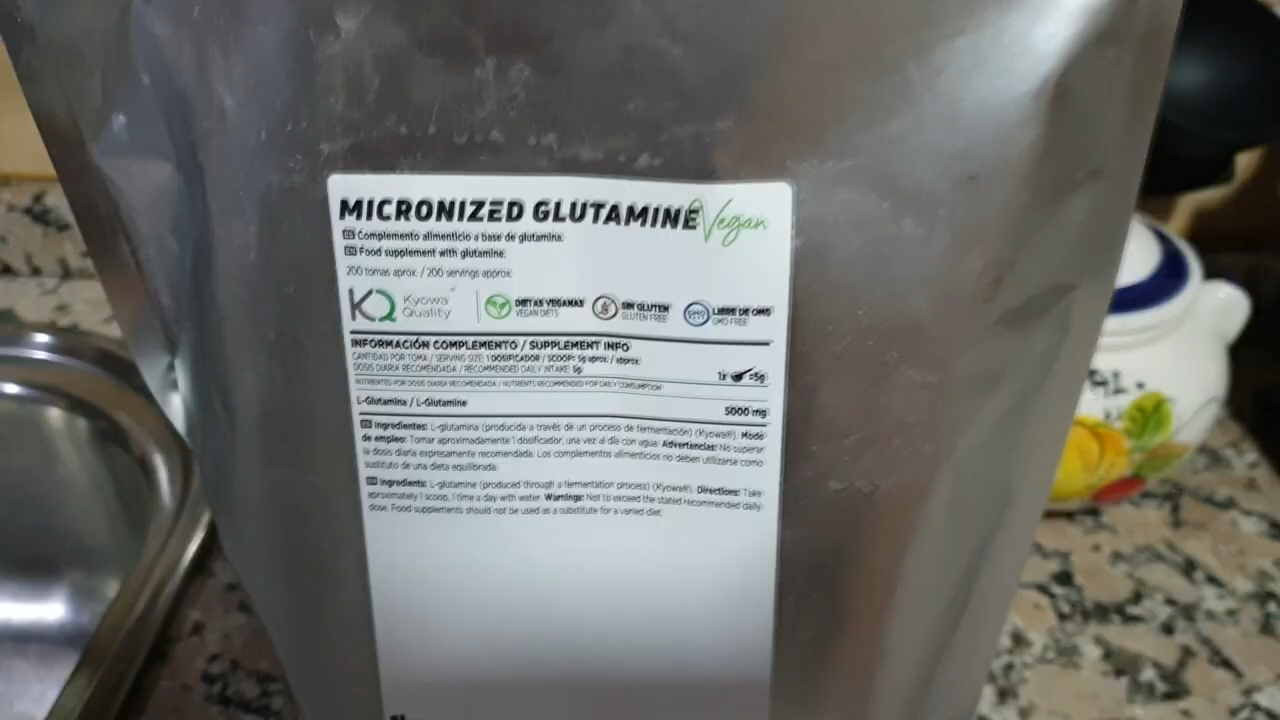 MICRONIZED GLUTAMINE Vegan
ES Complemento alimenticio a base de glutamina.
EN Food supplement with glutamine.
200 tomas aprox. / 200 servings approx.
KQ Kyowa Quality
DIETAS VEGANAS
VEGAN DIETS
SIN GLUTEN
GLUTEN FREE
LIBRE DE OMG
GMO FREE
INFORMACIÓN COMPLEMENTO / SUPPLEMENT INFO
CANTIDAD POR TOMA / SERVING SIZE: 1 DOSIFICADOR / SCOOP: 5g aprox. / approx.
DOSIS DIARIA RECOMENDADA / RECOMMENDED DAILY INTAKE: 5g.
1x =5g
NUTRIENTES POR DOSIS DIARIA RECOMENDADA / NUTRIENTS RECOMMENDED FOR DAILY CONSUMPTION
L-Glutamina / L-Glutamine 5000 mg
ES Ingredientes: L-glutamina (producida a través de un proceso de fermentación) (Kyowa®). Modo
de empleo: Tomar aproximadamente 1 dosificador, una vez al día con agua. Advertencias: No superar
la dosis diaria expresamente recomendada. Los complementos alimenticios no deben utilizarse como
sustituto de una dieta equilibrada.
EN Ingredients: L-glutamine (produced through a fermentation process) (Kyowa®). Directions: Take
aproximately 1 scoop, 1 time a day with water. Warnings: Not to exceed the stated recommended daily
dose. Food supplements should not be used as a substitute for a varied diet.